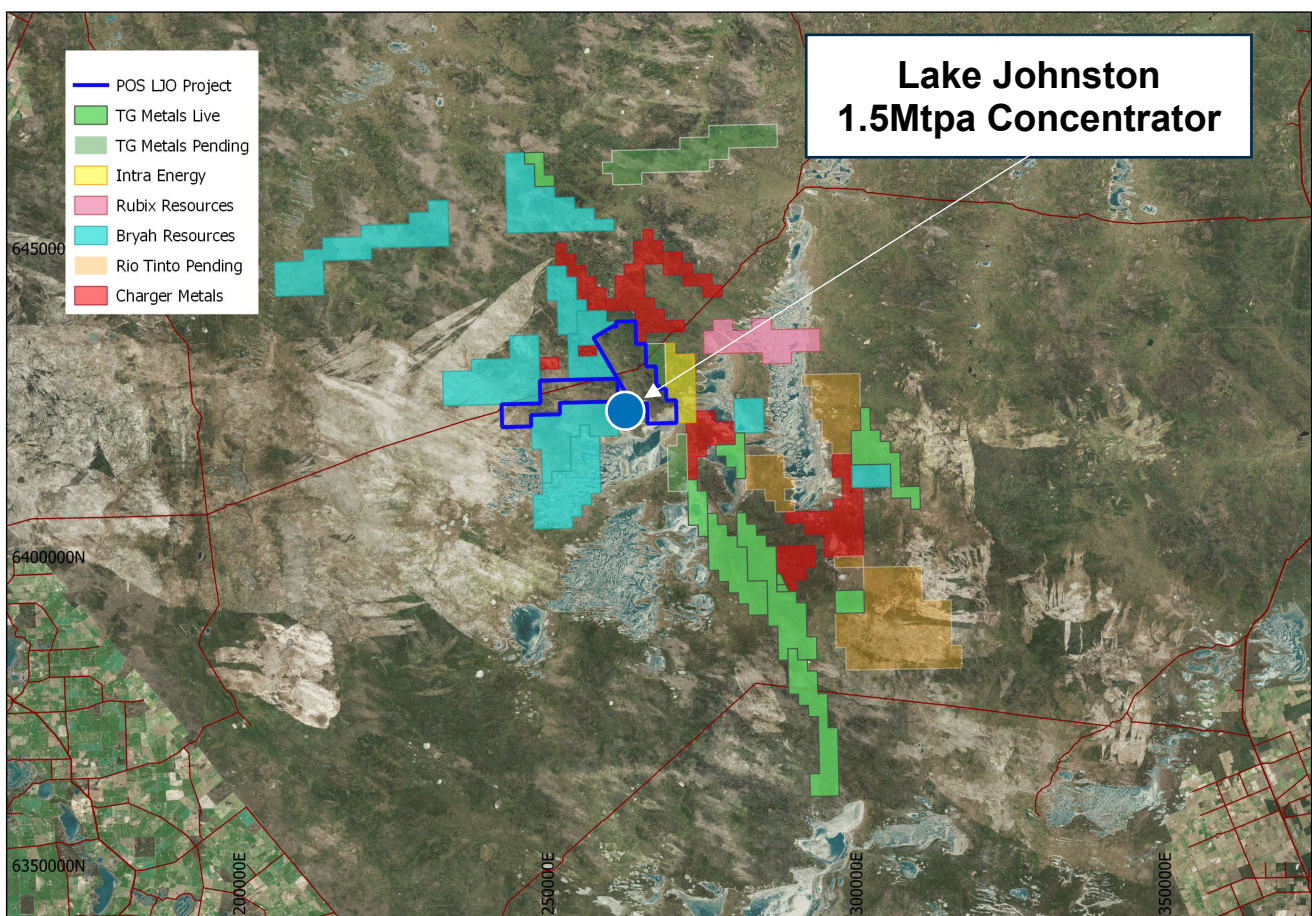 Lake Johnston
1.5Mtpa Concentrator
POS LJO Project
TG Metals Live
TG Metals Pending
Intra Energy
Rubix Resources
Bryah Resources
Rio Tinto Pending
Charger Metals
645000
6400000N
6350000N
200000E
250000E
300000E
350000E